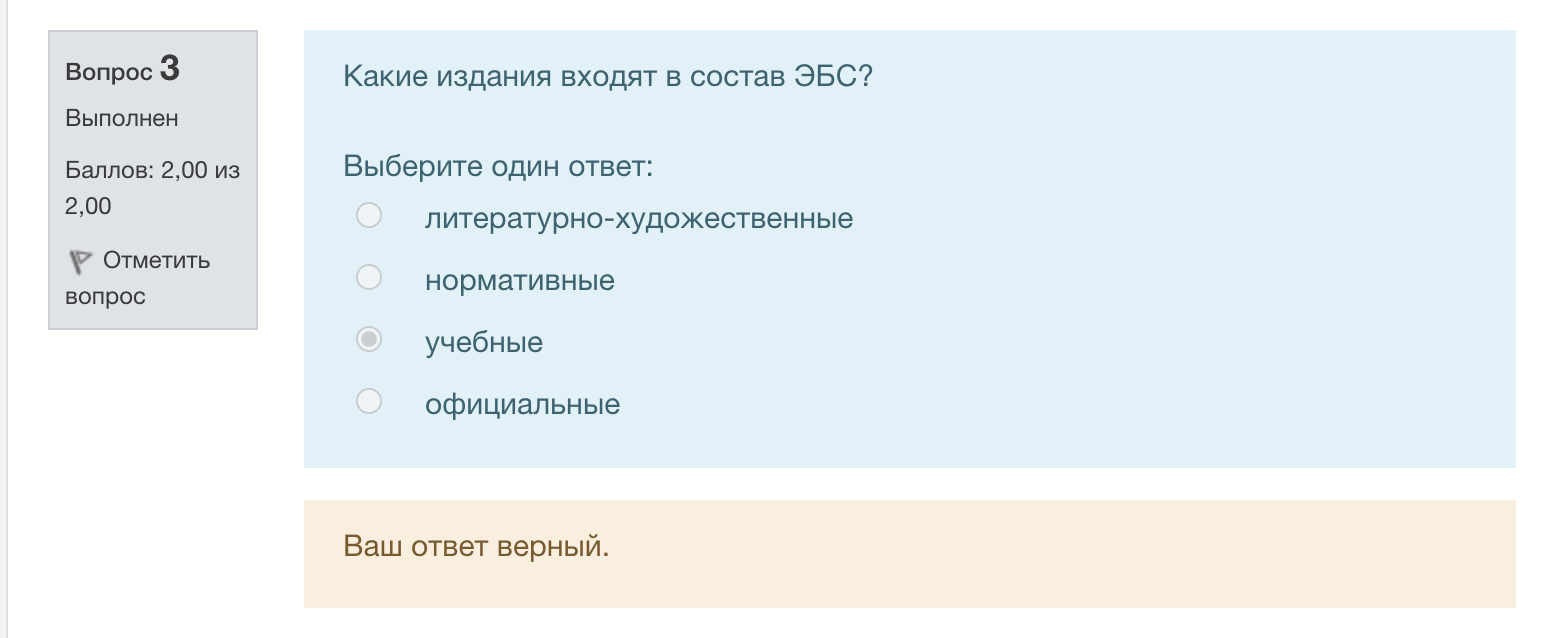 Вопрос 3
Выполнен
Баллов: 2,00 из
2,00
Отметить
вопрос
Какие издания входят в состав ЭБС?
Выберите один ответ:
литературно-художественные
нормативные
учебные
официальные
Ваш ответ верный.